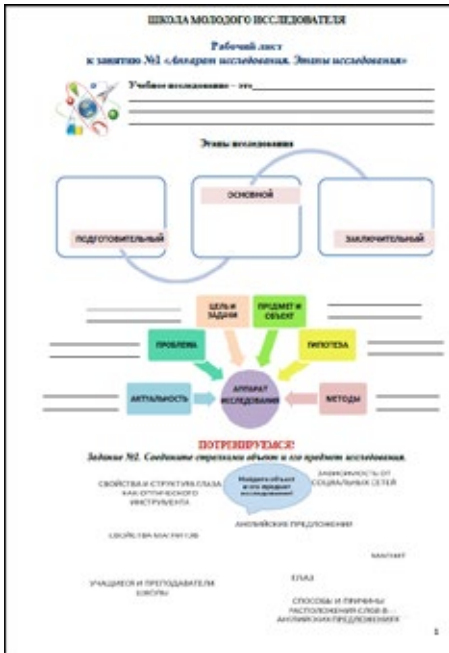 ШКОЛА МОЛОДОГО ИССЛЕДОВАТЕЛЯ
Рабочий лист
к занятию №1 «Аппарат исследования. Этапы исследования»
Учебное исследование – это
Этапы исследования
ОСНОВНОЙ
ПОДГОТОВИТЕЛЬНЫЙ
ЗАКЛЮЧИТЕЛЬНЫЙ
ЦЕЛЬ И
ЗАДАЧИ
ПРЕДМЕТ И
ОБЪЕКТ
ПРОБЛЕМА
ГИПОТЕЗА
АКТУАЛЬНОСТЬ
АППАРАТ
ИССЛЕДОВАНИЯ
МЕТОДЫ
ПОТРЕНИРУЕМСЯ!
Задание №1. Соедините стрелками объект и его предмет исследования.
СВОЙСТВА И СТРУКТУРА ГЛАЗА
КАК ОПТИЧЕСКОГО
ИНСТРУМЕНТА
Найдите объект
и его предмет
исследования!
ЗАВИСИМОСТЬ ОТ
СОЦИАЛЬНЫХ СЕТЕЙ
АНГЛИЙСКИЕ ПРЕДЛОЖЕНИЯ
СВОЙСТВА МАГНИТОВ
МАГНИТ
УЧАЩИЕСЯ И ПРЕПОДАВАТЕЛИ
ШКОЛЫ
ГЛАЗ
СПОСОБЫ И ПРИЧИНЫ
РАСПОЛОЖЕНИЯ СЛОВ В
АНГЛИЙСКИХ ПРЕДЛОЖЕНИЯХ
1